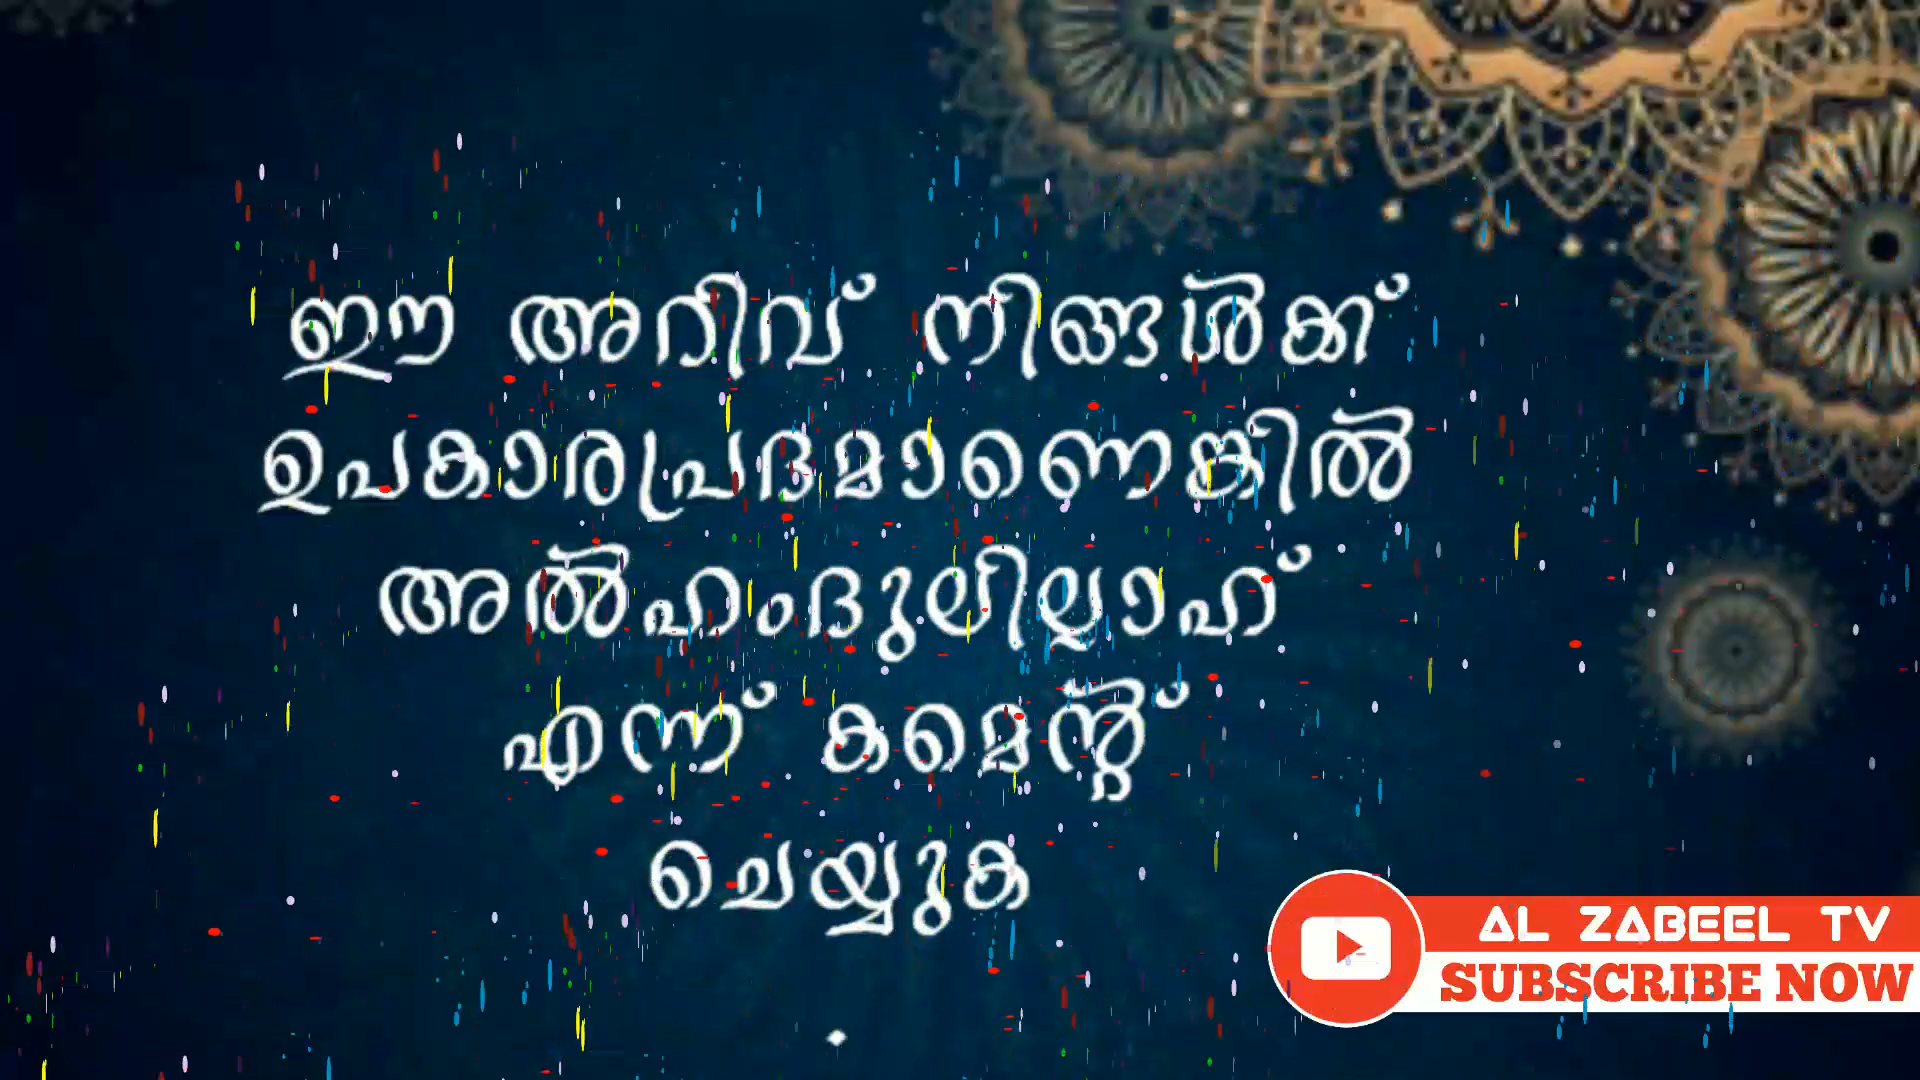 ഈ അറിവ് നിങ്ങൾക്ക്
ഉപകാരപ്രദമാണെങ്കിൽ
അൽഹംദുലില്ലാഹ്
എന്ന് കമെന്റ്
ചെയ്യുക
.
AL ZABEEL TV
SUBSCRIBE NOW